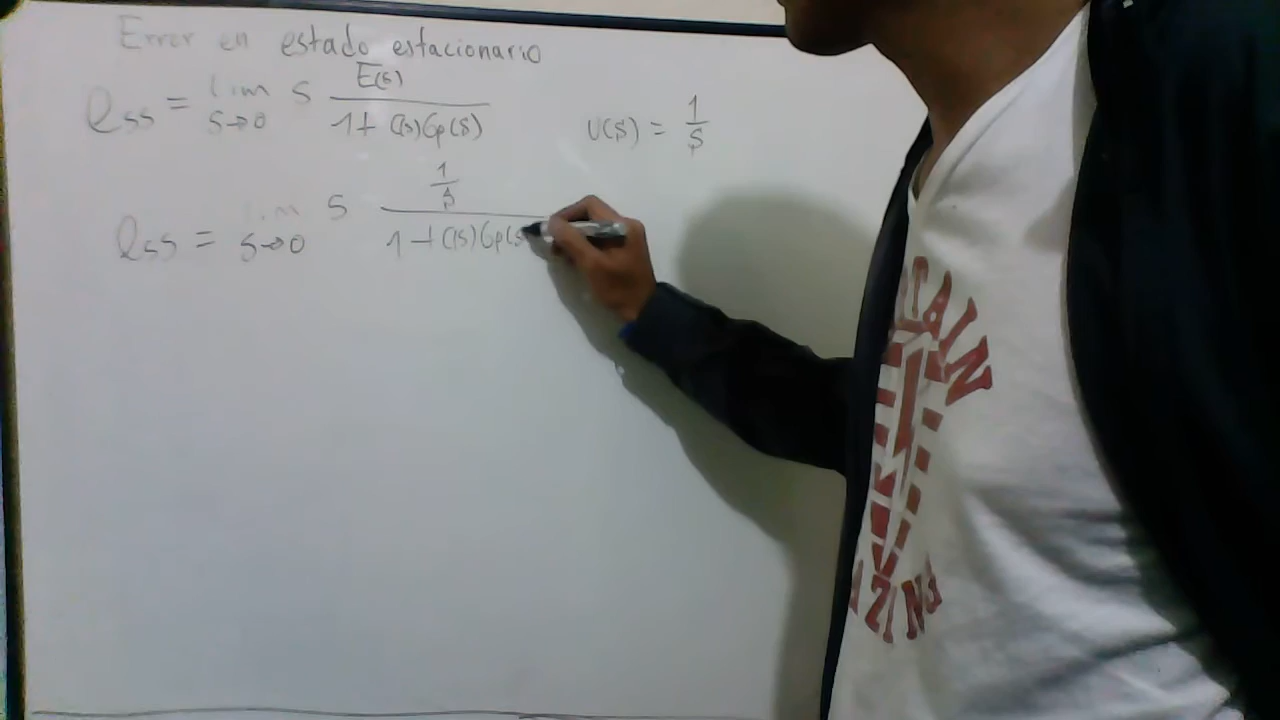 Error en estado estacionario
ess = lim s→0 s E(s) / 1+ C(s)Gp(s)
U(s) = 1/s
ess = lim s→0 s 1/s / 1+C(s)Gp(s